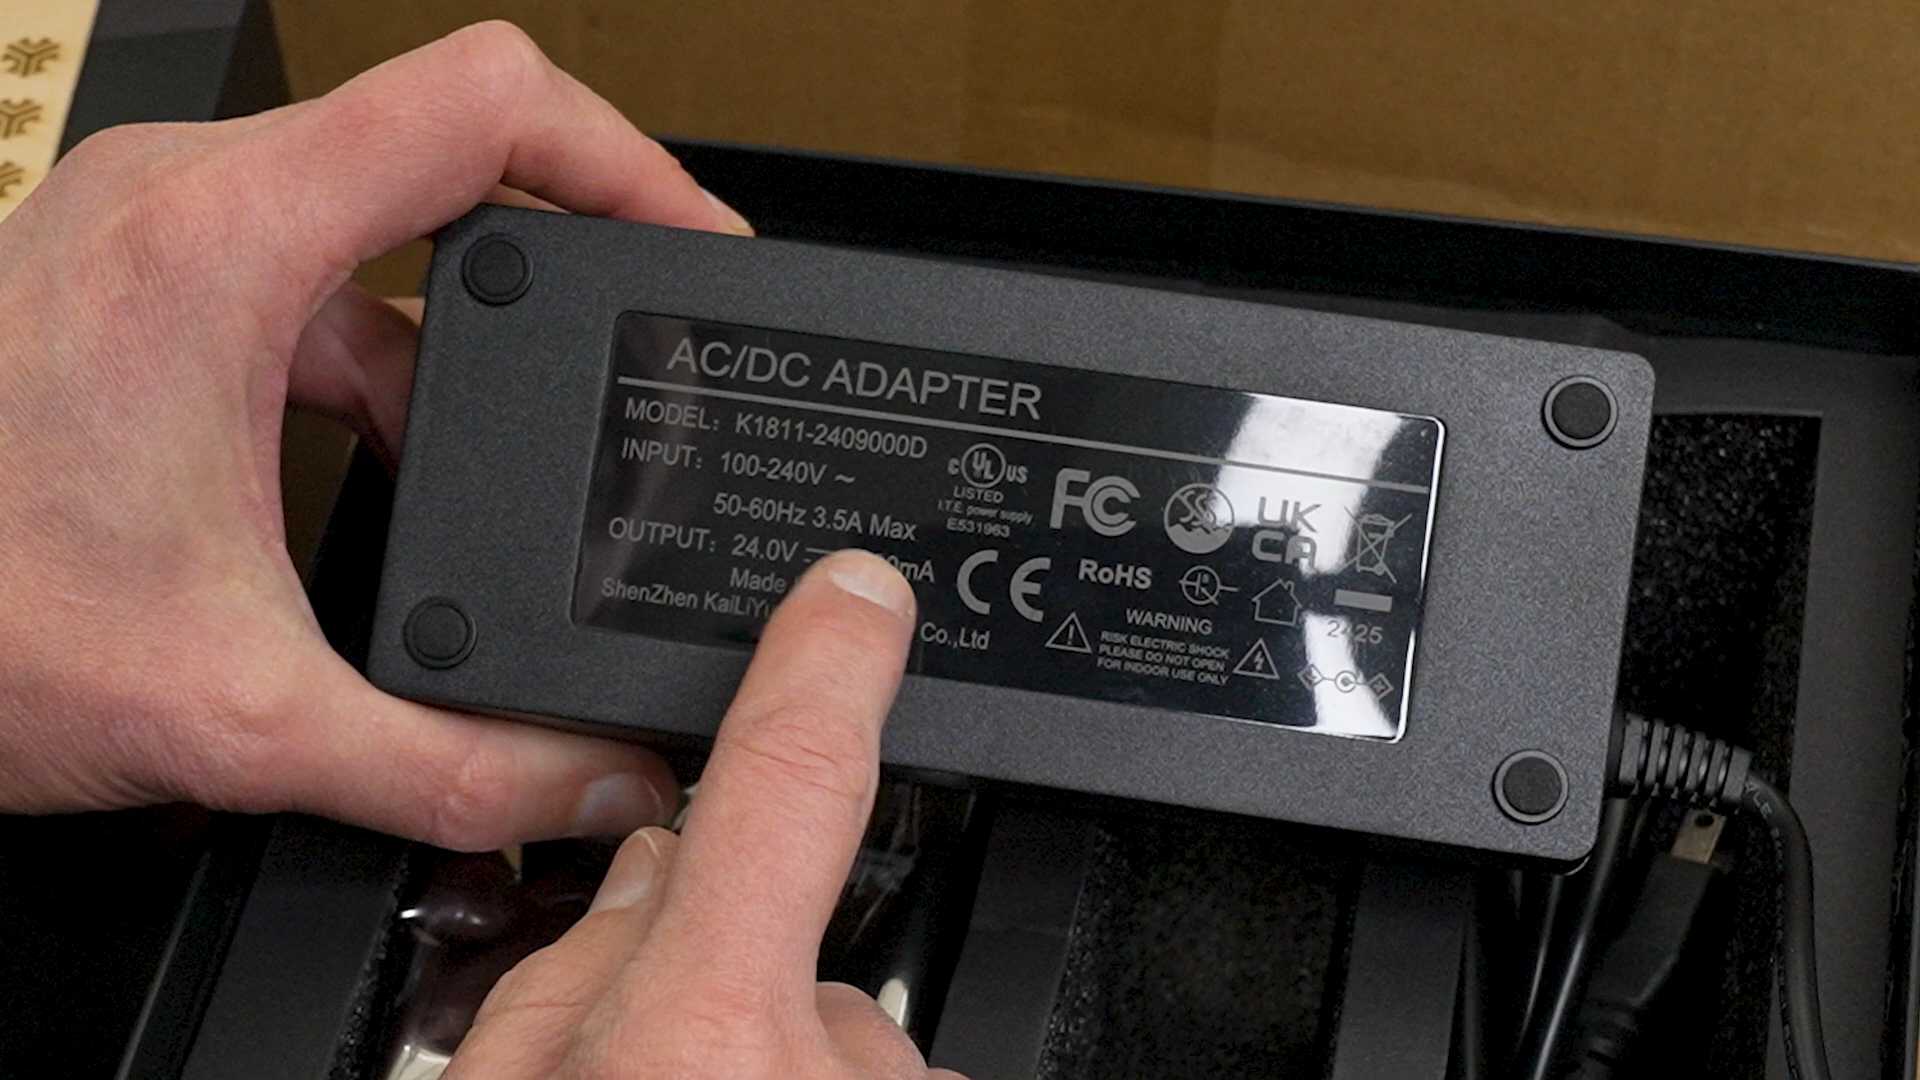 AC/DC ADAPTER
MODEL: K1811-2409000D
INPUT: 100-240V ~
50-60Hz 3.5A Max
OUTPUT: 24.0V
Made
ShenZhen
Co.,Ltd
C UL US
LISTED
I.T.E. power supply
E531963
FC
UK
CA
CE
RoHS
WARNING
RISK ELECTRIC SHOCK
PLEASE DO NOT OPEN
FOR INDOOR USE ONLY
2425